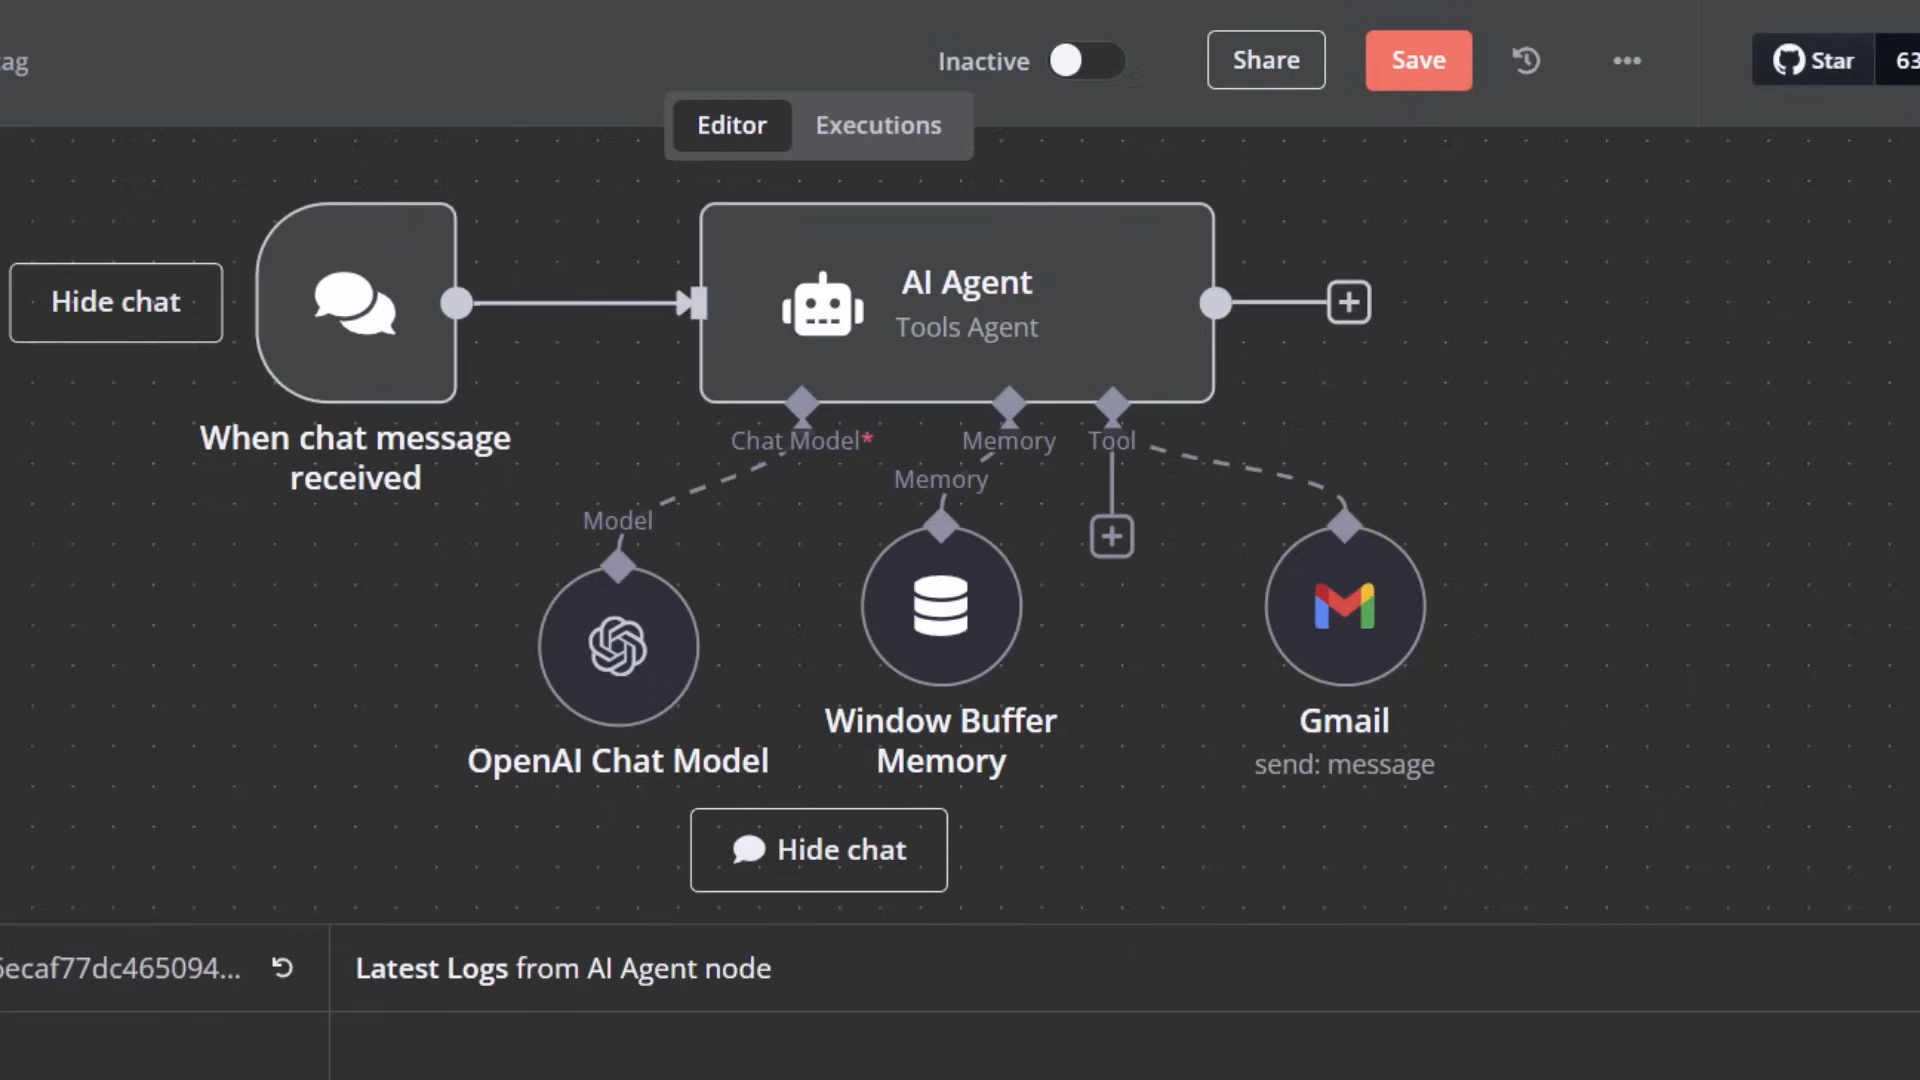 Inactive
Share
Save
Star
Editor
Executions
Hide chat
AI Agent
Tools Agent
When chat message
received
Chat Model*
Memory
Tool
Memory
Model
OpenAI Chat Model
Window Buffer
Memory
Gmail
send: message
Hide chat
ecaf77dc465094...
Latest Logs from AI Agent node